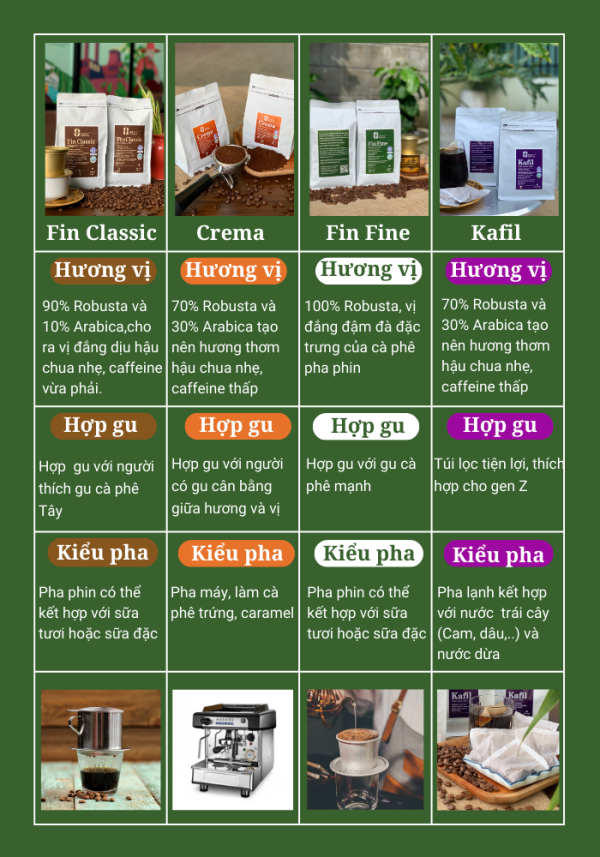 Fin Classic
Crema
Fin Fine
Kafil
Fin Classic
Crema
Fin Fine
Kafil
Hương vị
Hương vị
Hương vị
Hương vị
90% Robusta và
10% Arabica,cho
ra vị đắng dịu hậu
chua nhẹ, caffeine
vừa phải.
70% Robusta và
30% Arabica tạo
nên hương thơm
hậu chua nhẹ,
caffeine thấp
100% Robusta, vị
đắng đậm đà đặc
trưng của cà phê
pha phin
70% Robusta và
30% Arabica tạo
nên hương thơm
hậu chua nhẹ,
caffeine thấp
Hợp gu
Hợp gu
Hợp gu
Hợp gu
Hợp gu với người
thích gu cà phê
Tây
Hợp gu với người
có gu cân bằng
giữa hương và vị
Hợp gu với gu cà
phê mạnh
Túi lọc tiện lợi, thích
hợp cho gen Z
Kiểu pha
Kiểu pha
Kiểu pha
Kiểu pha
Pha phin có thể
kết hợp với sữa
tươi hoặc sữa đặc
Pha máy, làm cà
phê trứng, caramel
Pha phin có thể
kết hợp với sữa
tươi hoặc sữa đặc
Pha lạnh kết hợp
với nước trái cây
(Cam, dâu,..) và
nước dừa
Kafil
Kafil